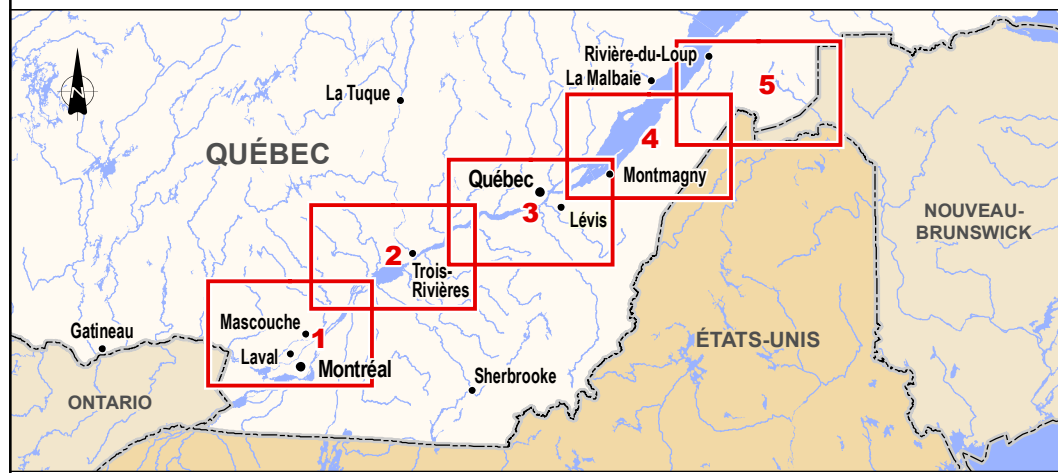 N
Rivière-du-Loup
La Malbaie
5
La Tuque
4
QUÉBEC
Québec
Montmagny
3
Lévis
NOUVEAU-
BRUNSWICK
2
Trois-
Rivières
Mascouche
1
Gatineau
Laval
Montréal
ÉTATS-UNIS
Sherbrooke
ONTARIO